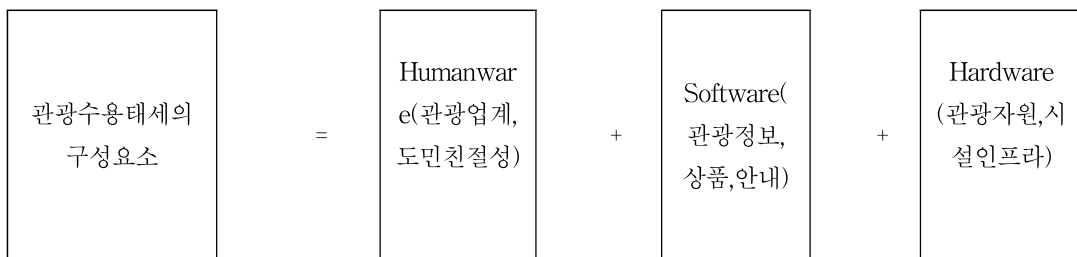 관광수용태세의
구성요소
=
Humanwar
e(관광업계,
도민친절성)
+
Software(
관광정보,
상품,안내)
+
Hardware
(관광자원,시
설인프라)